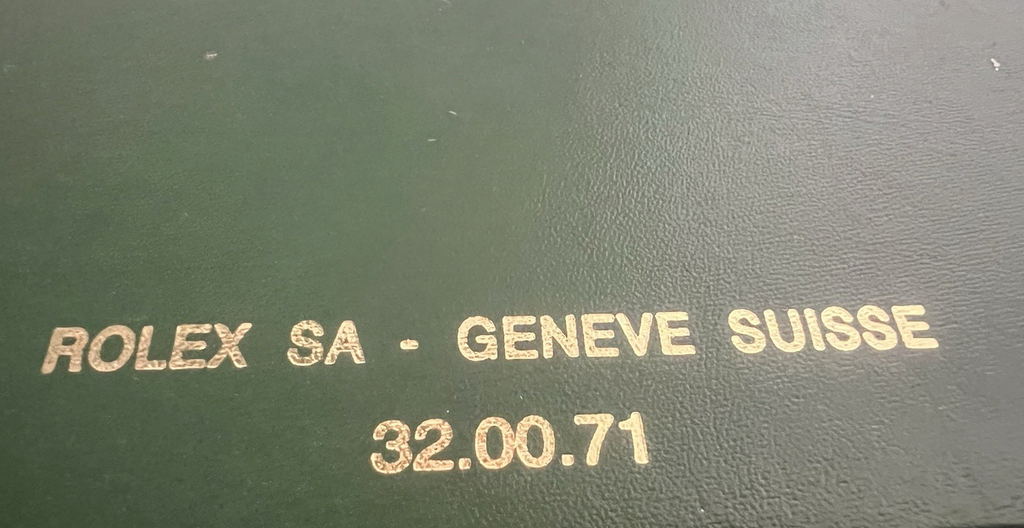 ROLEX SA - GENEVE SUISSE
32.00.71